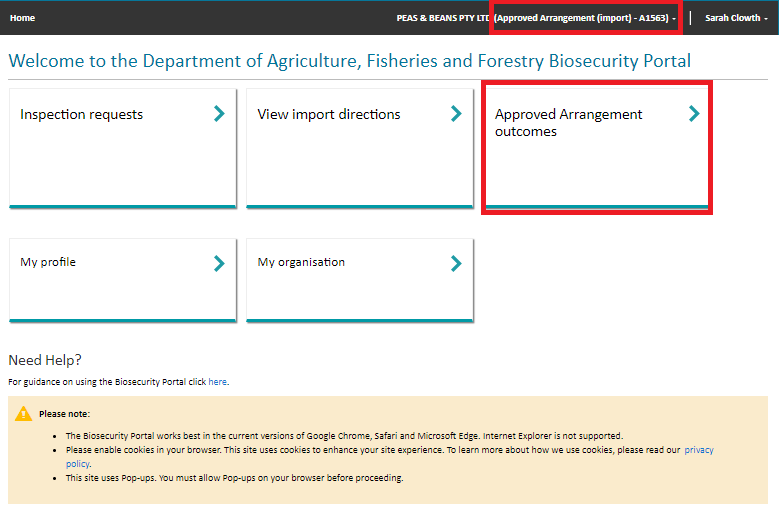 Home
PEAS & BEANS PTY LTD (Approved Arrangement (import) - A1563)
Sarah Clowth
Welcome to the Department of Agriculture, Fisheries and Forestry Biosecurity Portal
Inspection requests
View import directions
Approved Arrangement
outcomes
My profile
My organisation
Need Help?
For guidance on using the Biosecurity Portal click here.
Please note:
The Biosecurity Portal works best in the current versions of Google Chrome, Safari and Microsoft Edge. Internet Explorer is not supported.
Please enable cookies in your browser. This site uses cookies to enhance your site experience. To learn more about how we use cookies, please read our privacy
policy.
This site uses Pop-ups. You must allow Pop-ups on your browser before proceeding.